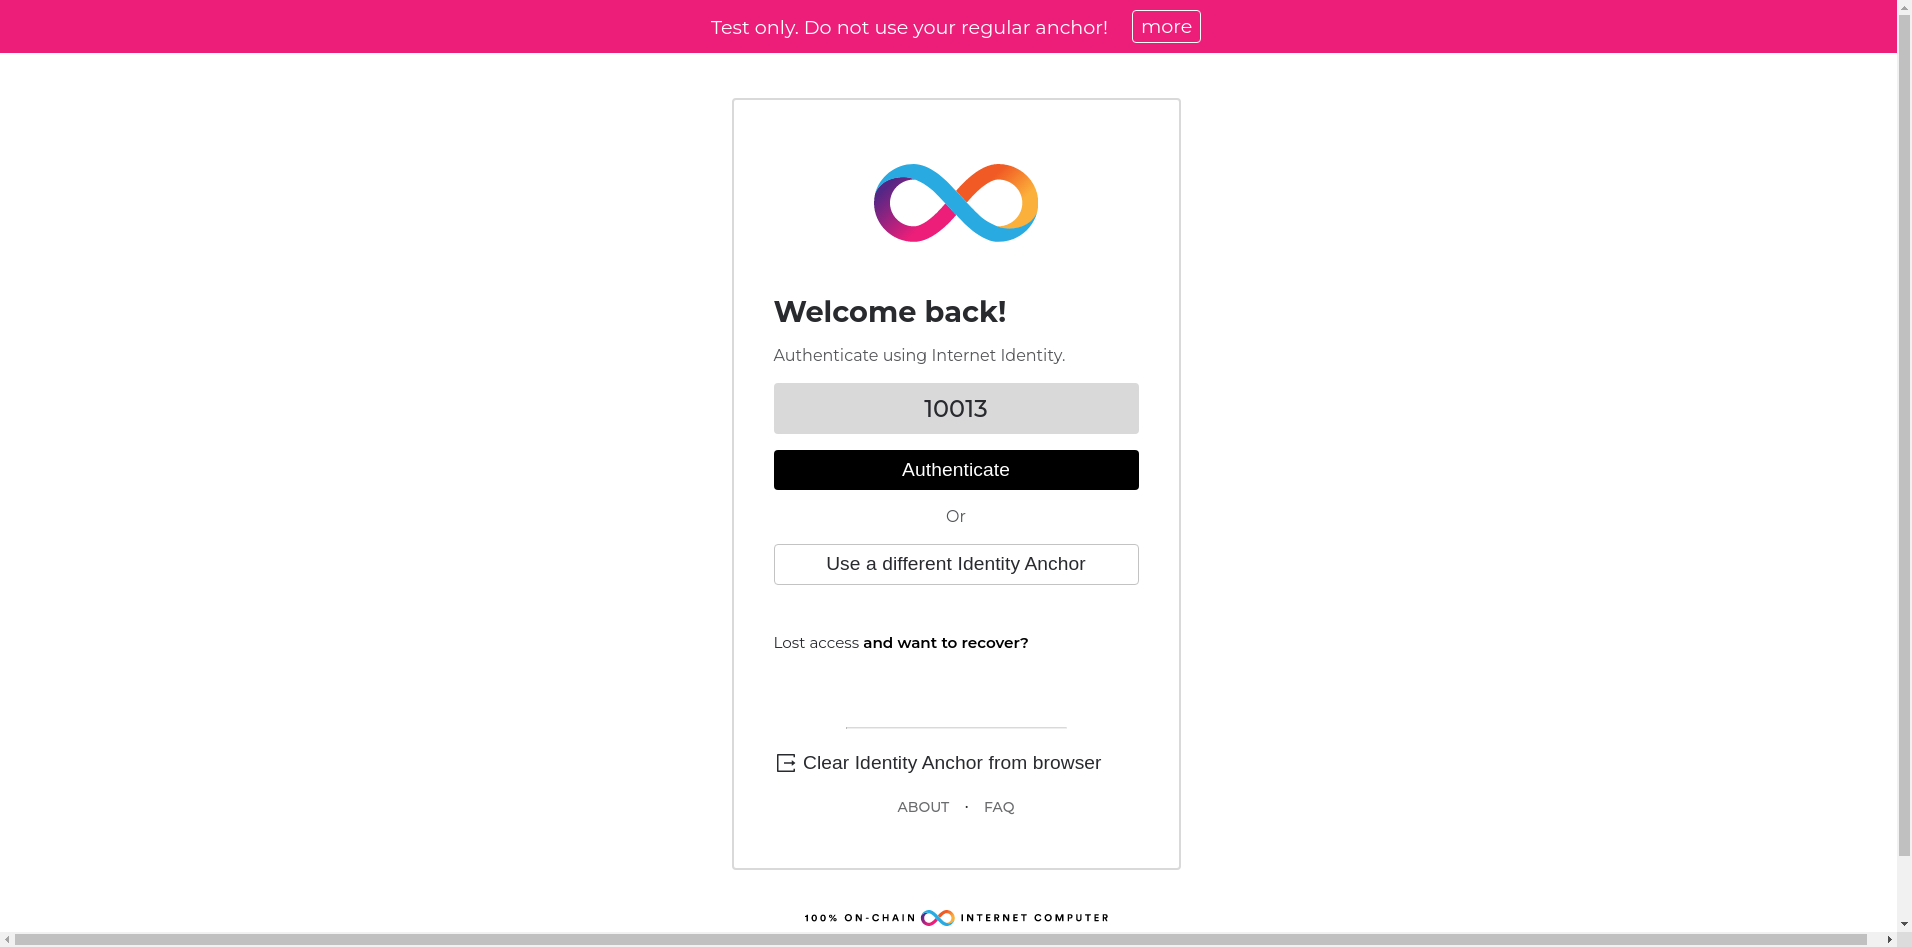 Test only. Do not use your regular anchor! more
Welcome back!
Authenticate using Internet Identity.
10013
Authenticate
Or
Use a different Identity Anchor
Lost access and want to recover?
Clear Identity Anchor from browser
ABOUT · FAQ
100% ON-CHAIN INTERNET COMPUTER